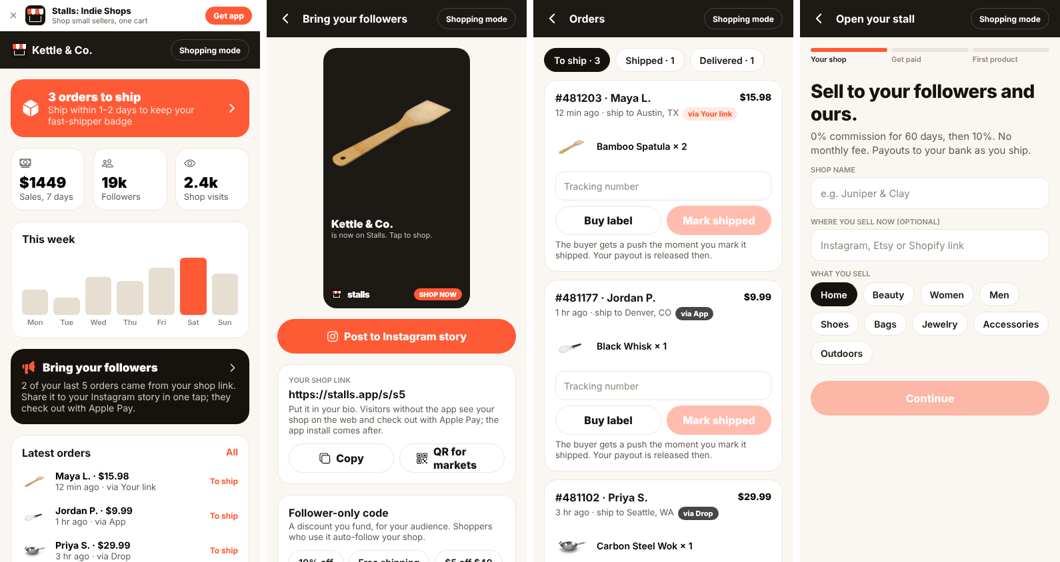 Stalls: Indie Shops
Shop small sellers, one cart
Get app
Kettle & Co.
Shopping mode
3 orders to ship
Ship within 1–2 days to keep your
fast-shipper badge
$1449
Sales, 7 days
19k
Followers
2.4k
Shop visits
This week
Mon Tue Wed Thu Fri Sat Sun
Bring your followers
2 of your last 5 orders came from your shop link.
Share it to your Instagram story in one tap; they
check out with Apple Pay.
Latest orders
All
Maya L. · $15.98
12 min ago · via Your link
To ship
Jordan P. · $9.99
1 hr ago · via App
To ship
Priya S. · $29.99
3 hr ago · via Drop
To ship
Bring your followers
Shopping mode
Kettle & Co.
is now on Stalls. Tap to shop.
stalls
SHOP NOW
Post to Instagram story
YOUR SHOP LINK
https://stalls.app/s/s5
Put it in your bio. Visitors without the app see your
shop on the web and check out with Apple Pay; the
app install comes after.
Copy
QR for
markets
Follower-only code
A discount you fund, for your audience. Shoppers
who use it auto-follow your shop.
10% off
Free shipping
$5 off $40
Orders
Shopping mode
To ship · 3
Shipped · 1
Delivered · 1
#481203 · Maya L.
$15.98
12 min ago · ship to Austin, TX
via Your link
Bamboo Spatula × 2
Tracking number
Buy label
Mark shipped
The buyer gets a push the moment you mark it
shipped. Your payout is released then.
#481177 · Jordan P.
$9.99
1 hr ago · ship to Denver, CO
via App
Black Whisk × 1
Tracking number
Buy label
Mark shipped
The buyer gets a push the moment you mark it
shipped. Your payout is released then.
#481102 · Priya S.
$29.99
3 hr ago · ship to Seattle, WA
via Drop
Carbon Steel Wok × 1
Open your stall
Shopping mode
Your shop
Get paid
First product
Sell to your followers and
ours.
0% commission for 60 days, then 10%. No
monthly fee. Payouts to your bank as you ship.
SHOP NAME
e.g. Juniper & Clay
WHERE YOU SELL NOW (OPTIONAL)
Instagram, Etsy or Shopify link
WHAT YOU SELL
Home
Beauty
Women
Men
Shoes
Bags
Jewelry
Accessories
Outdoors
Continue